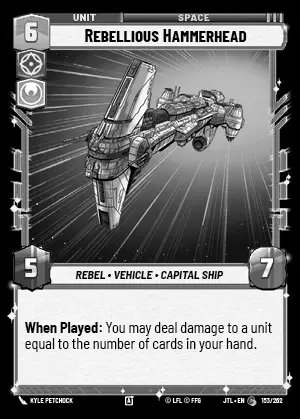 UNIT SPACE
6
REBELLIOUS HAMMERHEAD
5
7
REBEL • VEHICLE • CAPITAL SHIP
When Played: You may deal damage to a unit
equal to the number of cards in your hand.
KYLE PETCHOCK © LFL © FFG JTL • EN 153/262